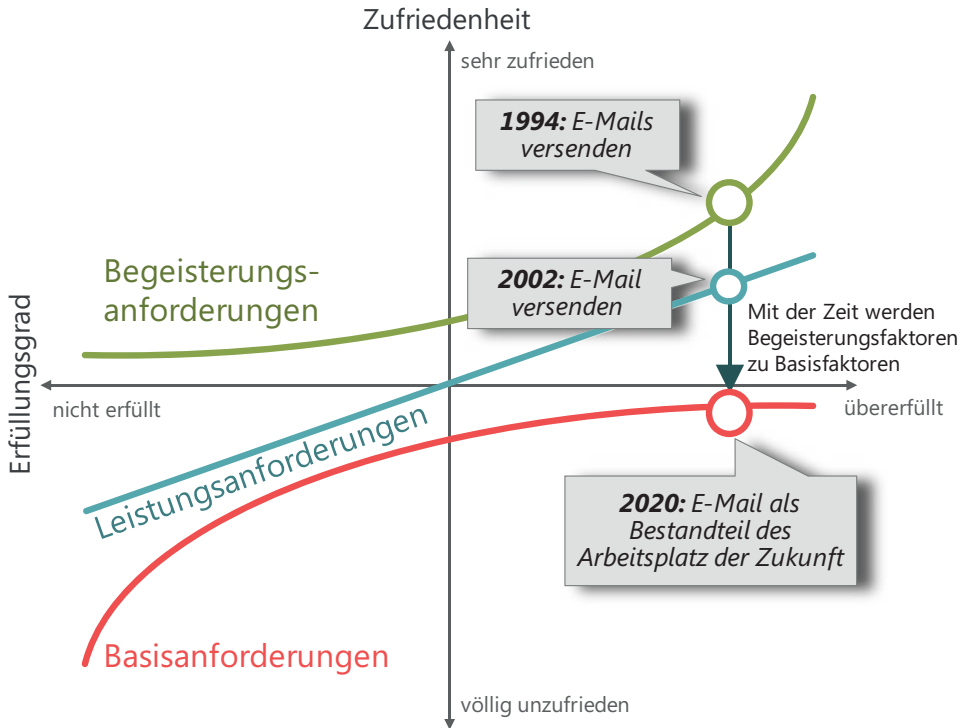 Zufriedenheit
sehr zufrieden
1994: E-Mails
versenden
Begeisterungs-
anforderungen
2002: E-Mail
versenden
Mit der Zeit werden
Begeisterungsfaktoren
zu Basisfaktoren
Erfüllungsgrad
nicht erfüllt
übererfüllt
Leistungsanforderungen
2020: E-Mail als
Bestandteil des
Arbeitsplatz der Zukunft
Basisanforderungen
völlig unzufrieden